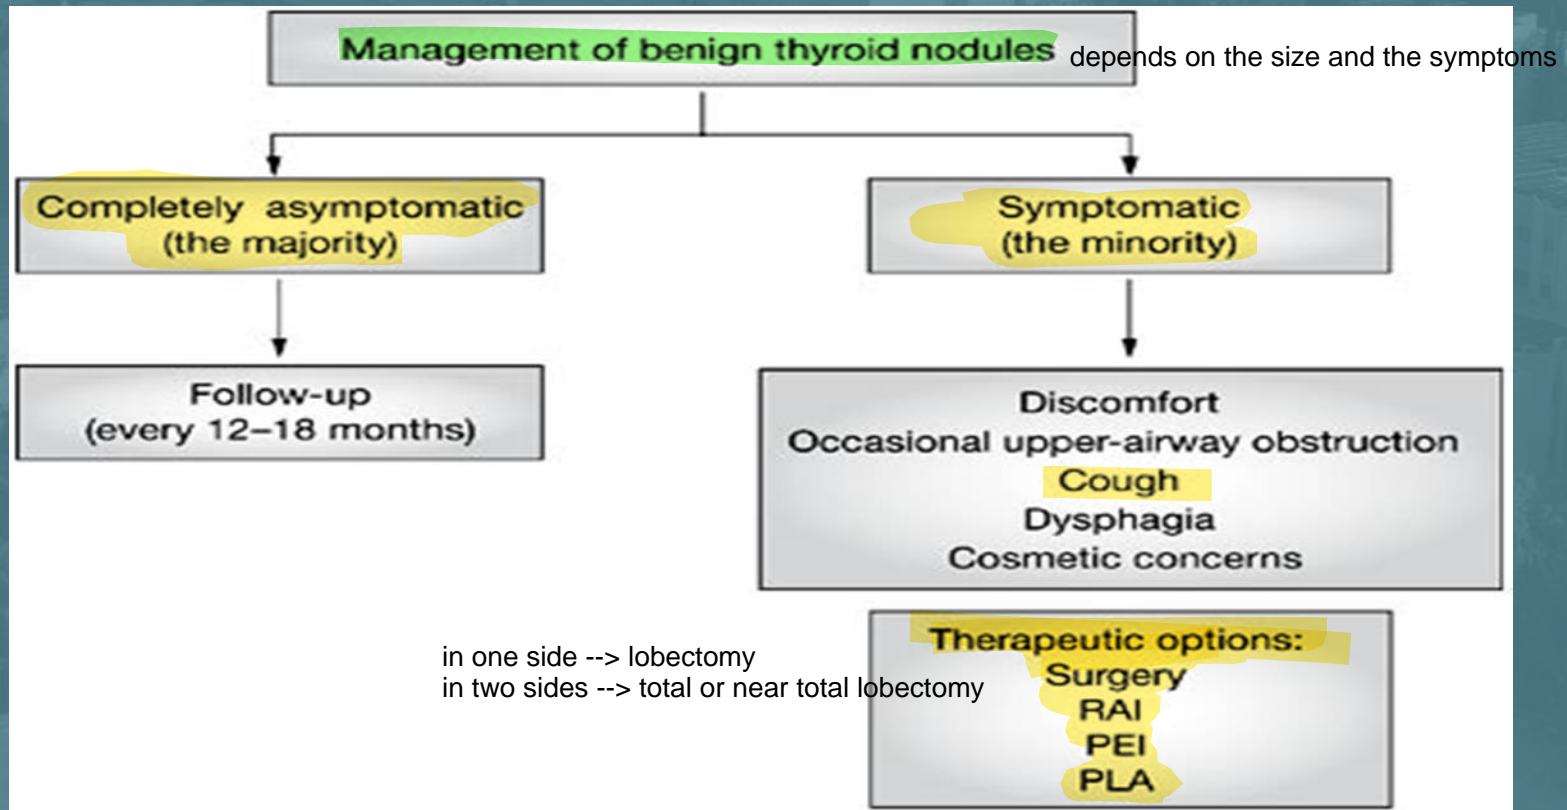 Management of benign thyroid nodules depends on the size and the symptoms
Completely asymptomatic
(the majority)
Symptomatic
(the minority)
Follow-up
(every 12–18 months)
Discomfort
Occasional upper-airway obstruction
Cough
Dysphagia
Cosmetic concerns
in one side --> lobectomy
in two sides --> total or near total lobectomy
Therapeutic options:
Surgery
RAI
PEI
PLA